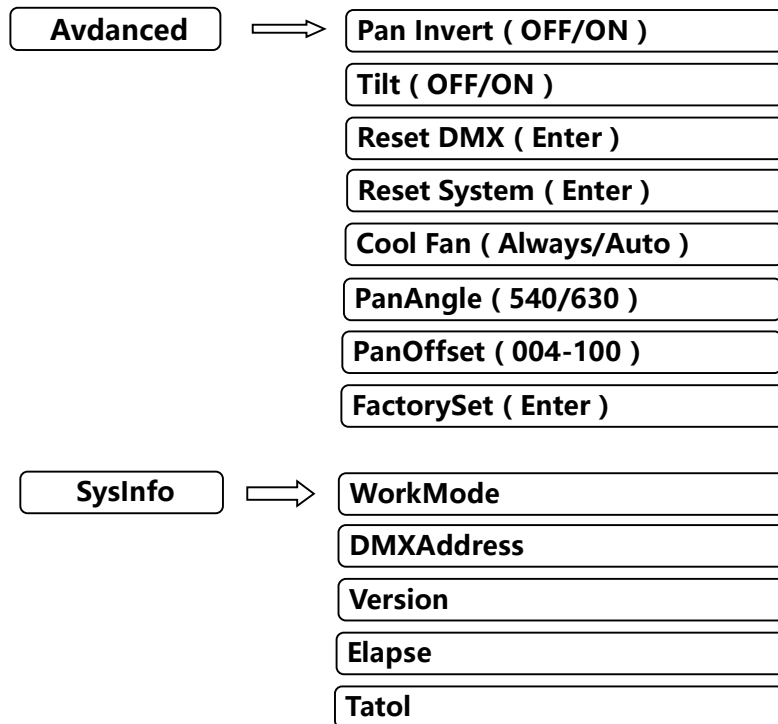 Avdanced
Pan Invert ( OFF/ON )
Tilt ( OFF/ON )
Reset DMX ( Enter )
Reset System ( Enter )
Cool Fan ( Always/Auto )
PanAngle ( 540/630 )
PanOffset ( 004-100 )
FactorySet ( Enter )
SysInfo
WorkMode
DMXAddress
Version
Elapse
Tatol